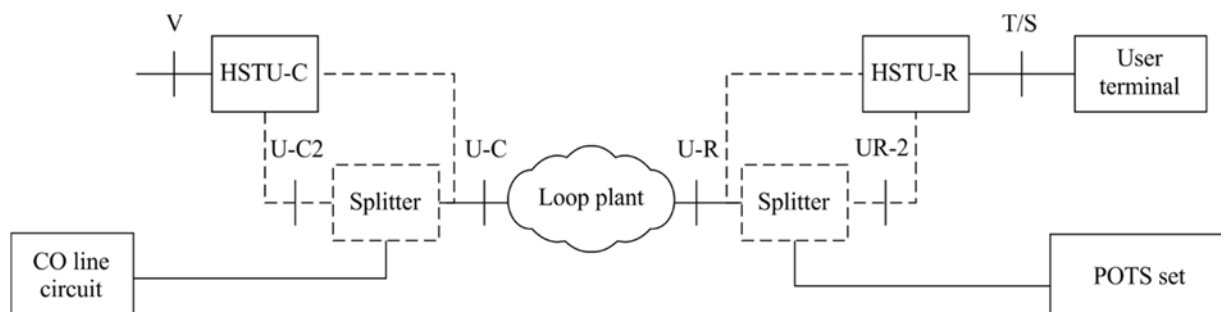 V
T/S
HSTU-C
HSTU-R
User
terminal
U-C2
U-C
U-R
UR-2
Splitter
Loop plant
Splitter
CO line
circuit
POTS set